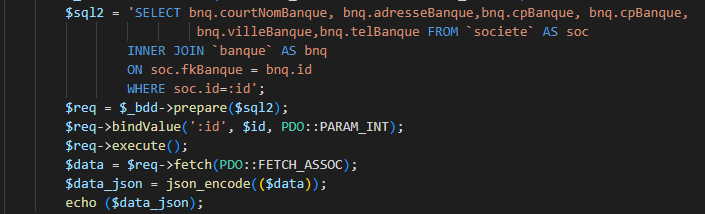 $sql2 = 'SELECT bnq.courtNomBanque, bnq.adresseBanque,bnq.cpBanque, bnq.cpBanque,
bnq.villeBanque,bnq.telBanque FROM `societe` AS soc
INNER JOIN `banque` AS bnq
ON soc.fkBanque = bnq.id
WHERE soc.id=:id';
$req = $_bdd->prepare($sql2);
$req->bindValue(':id', $id, PDO::PARAM_INT);
$req->execute();
$data = $req->fetch(PDO::FETCH_ASSOC);
$data_json = json_encode(($data));
echo ($data_json);